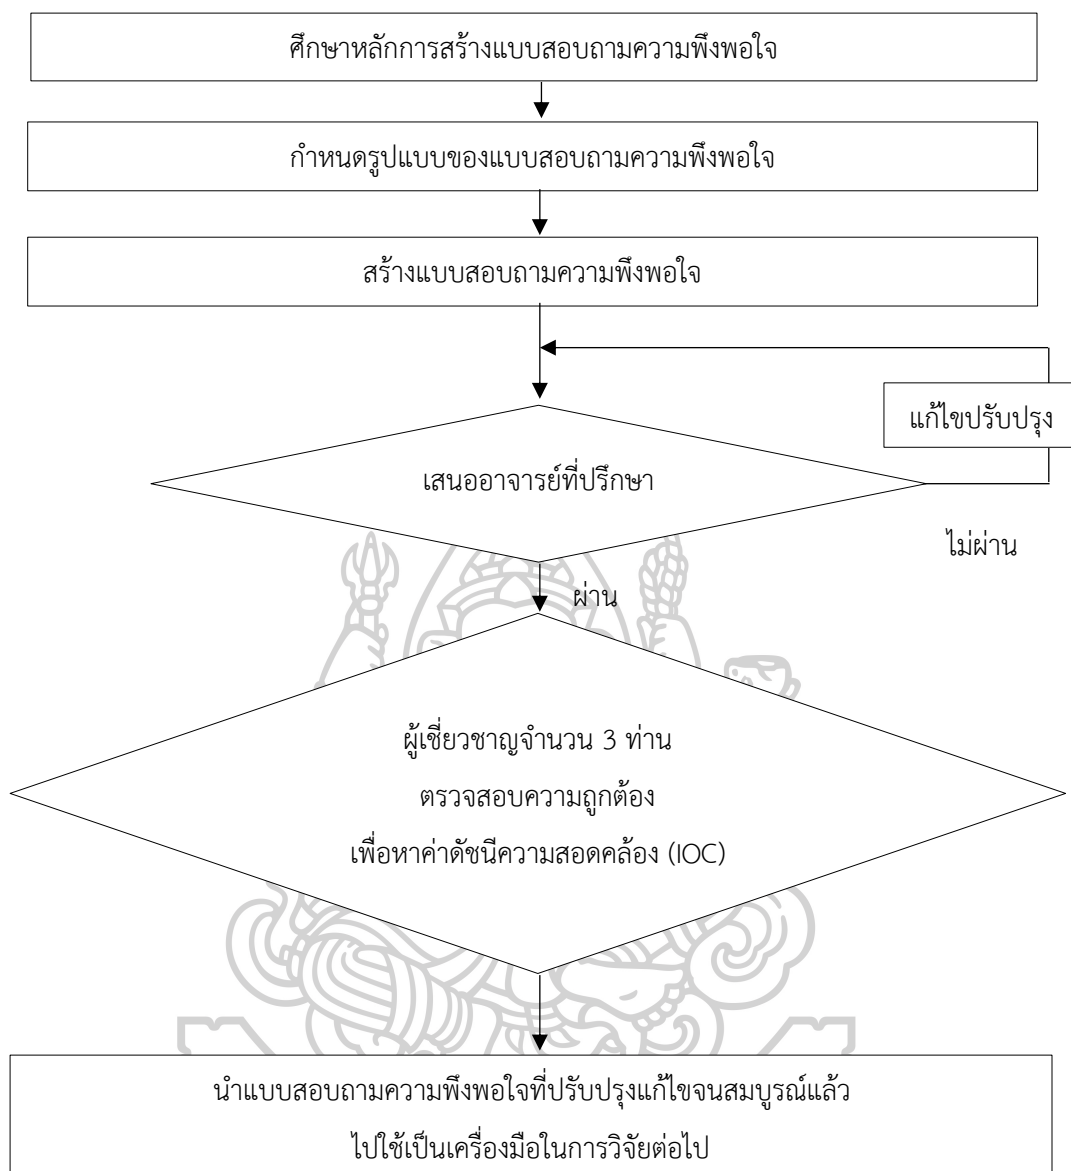 ศึกษาหลักการสร้างแบบสอบถามความพึงพอใจ
กำหนดรูปแบบของแบบสอบถามความพึงพอใจ
สร้างแบบสอบถามความพึงพอใจ
แก้ไขปรับปรุง
เสนออาจารย์ที่ปรึกษา
ไม่ผ่าน
ผ่าน
ผู้เชี่ยวชาญจำนวน 3 ท่าน
ตรวจสอบความถูกต้อง
เพื่อหาค่าดัชนีความสอดคล้อง (IOC)
นำแบบสอบถามความพึงพอใจที่ปรับปรุงแก้ไขจนสมบูรณ์แล้ว
ไปใช้เป็นเครื่องมือในการวิจัยต่อไป